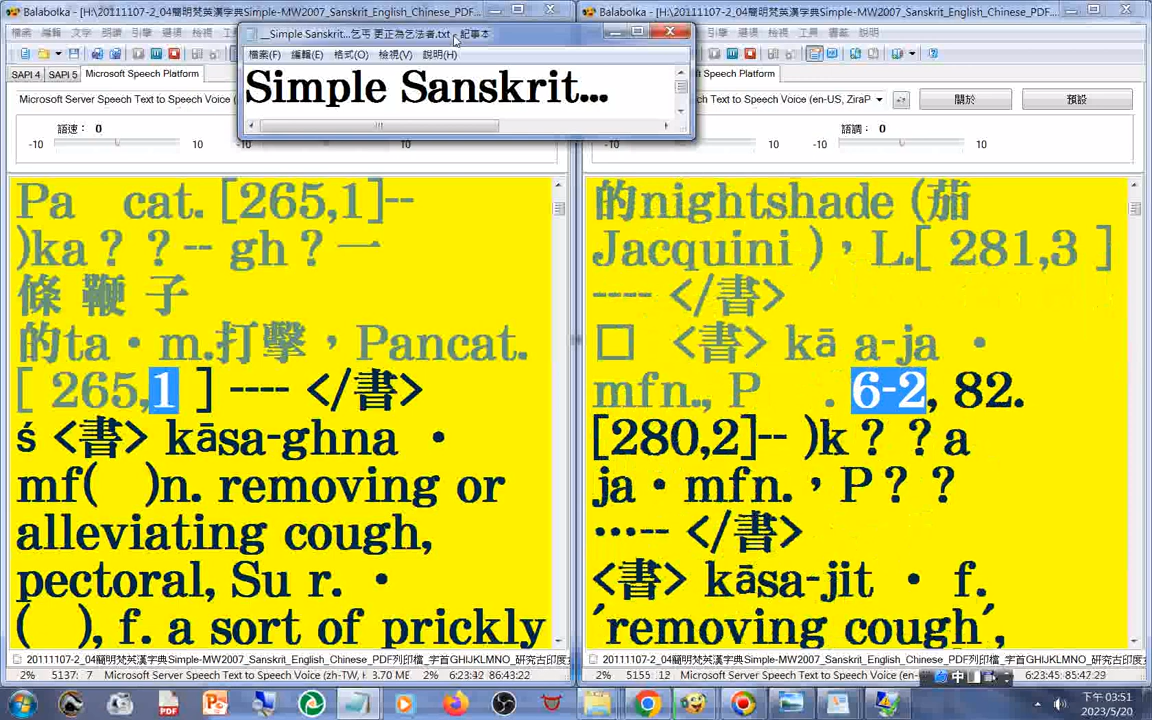 Balabolka - [H:\20111107-2_04簡明梵英漢字典Simple-MW2007_Sanskrit_English_Chinese_PDF...
Balabolka - [H:\20111107-2_04簡明梵英漢字典Simple-MW2007_Sanskrit_English_Chinese_PDF...
__Simple Sanskrit...乞丐 更正為乞法者.txt - 記事本
檔案(F) 編輯(E) 格式(O) 檢視(V) 說明(H)
Simple Sanskrit...
SAPI 4 SAPI 5 Microsoft Speech Platform
Speech Platform
Microsoft Server Speech Text to Speech Voice (
Text to Speech Voice (en-US, ZiraP
關於
預設
語速： 0
語調： 0
-10 10 -10 10
-10 10 -10 10
Pa cat. [265,1]--
)ka？？-- gh？一
條 鞭 子
的ta・m.打擊，Pancat.
[ 265,1 ] ---- </書>
ś <書> kāsa-ghna •
mf( )n. removing or
alleviating cough,
pectoral, Su r. •
( ), f. a sort of prickly
的nightshade (茄
Jacquini )，L.[ 281,3 ]
---- </書>
□ <書> kā a-ja •
mfn., P . 6-2, 82.
[280,2]-- )k？？a
ja・mfn.，P？？
…-- </書>
<書> kāsa-jit • f.
′removing cough′,
20111107-2_04簡明梵英漢字典Simple-MW2007_Sanskrit_English_Chinese_PDF列印檔_字首GHIJKLMNO_研究古印度
20111107-2_04簡明梵英漢字典Simple-MW2007_Sanskrit_English_Chinese_PDF列印檔_字首GHIJKLMNO_研究古印度
2% 5137: 7 Microsoft Server Speech Text to Speech Voice (zh-TW, H 3.70 ME 2% 6:23:42 86:43:22
2% 5155: 12 Microsoft Server Speech Text to Speech Voice 6:23:45 85:47:29
中
下午 03:51
2023/5/20